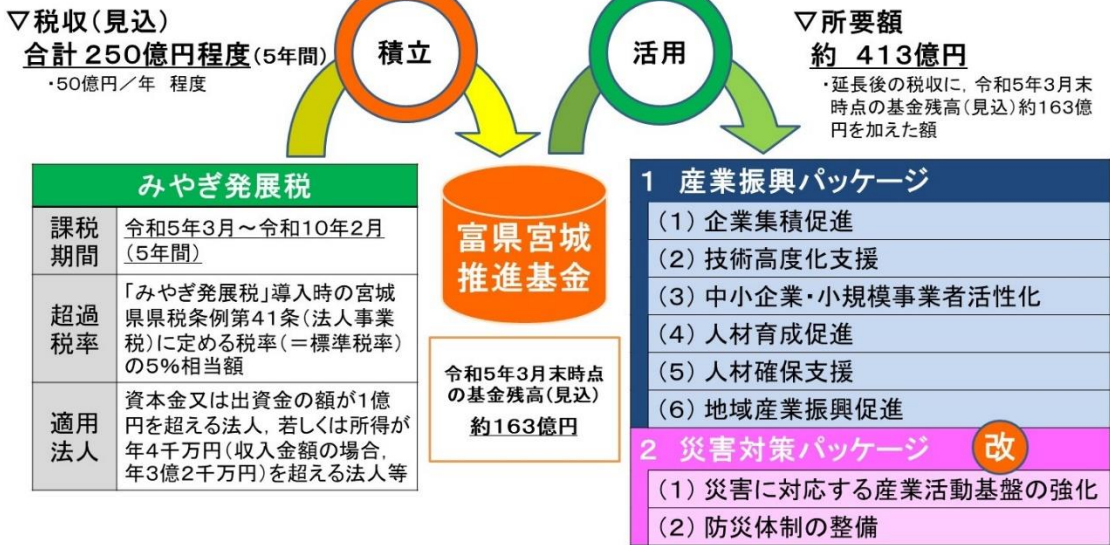 ▽税収(見込)
合計 250億円程度(5年間)
・50億円／年 程度
積立
活用
▽所要額
約 413億円
・延長後の税収に，令和5年3月末
時点の基金残高(見込)約163億
円を加えた額
みやぎ発展税
課税
期間
令和5年3月～令和10年2月
(5年間)
超過
税率
「みやぎ発展税」導入時の宮城
県県税条例第41条(法人事業
税)に定める税率(＝標準税率)
の5%相当額
適用
法人
資本金又は出資金の額が1億
円を超える法人，若しくは所得が
年4千万円(収入金額の場合，
年3億2千万円)を超える法人等
富県宮城
推進基金
令和5年3月末時点
の基金残高(見込)
約163億円
1 産業振興パッケージ
(1) 企業集積促進
(2) 技術高度化支援
(3) 中小企業・小規模事業者活性化
(4) 人材育成促進
(5) 人材確保支援
(6) 地域産業振興促進
2 災害対策パッケージ 改
(1) 災害に対応する産業活動基盤の強化
(2) 防災体制の整備